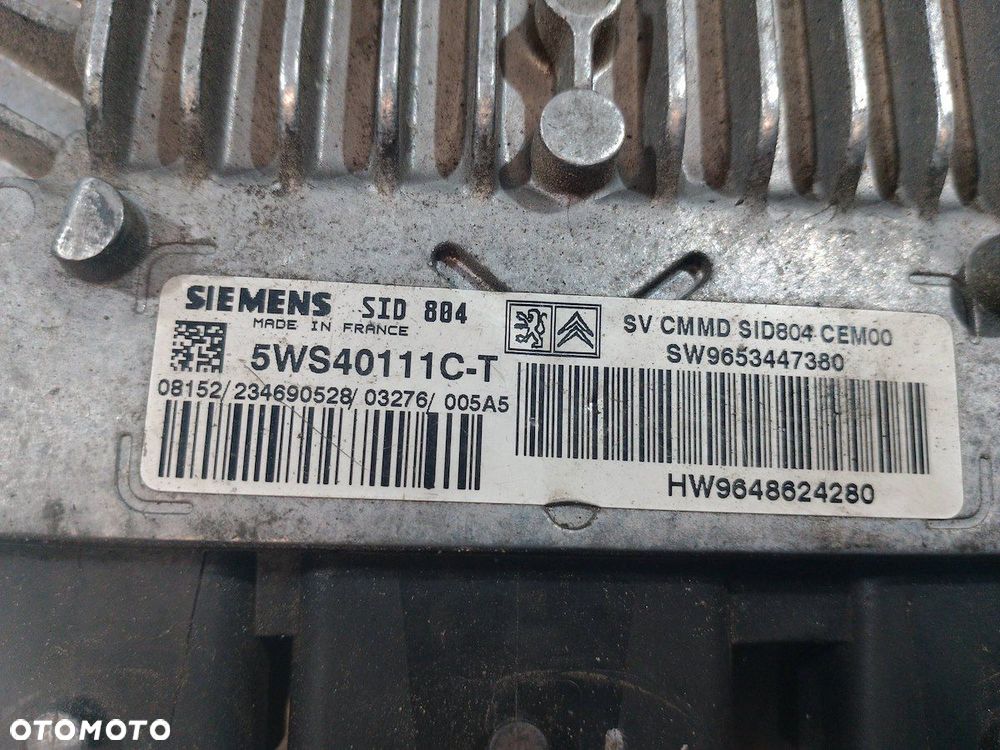 SIEMENS SID 804
MADE IN FRANCE
5WS40111C-T
08152/234690528/03276/005A5
SV CMMD SID804 CEM00
SW9653447380
HW9648624280
OTOMOTO